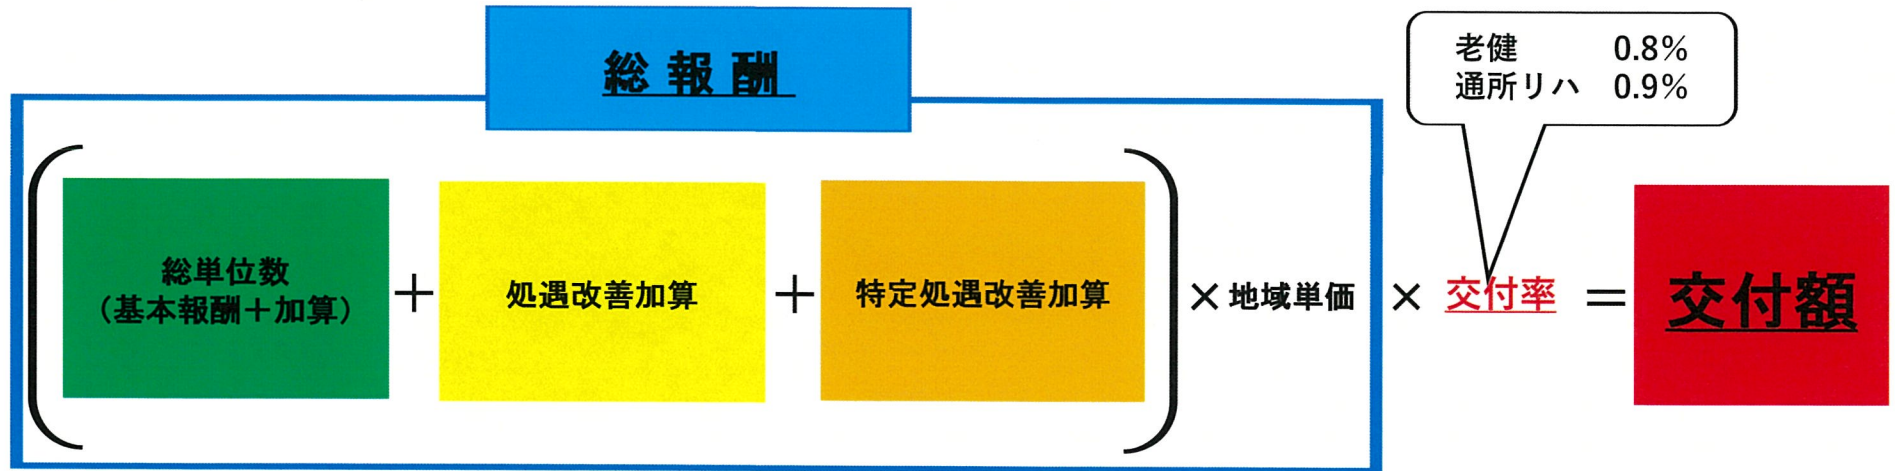 総報酬
老健 0.8%
通所リハ 0.9%
総単位数
（基本報酬＋加算）
＋
処遇改善加算
＋
特定処遇改善加算
×地域単価
×
交付率
＝
交付額